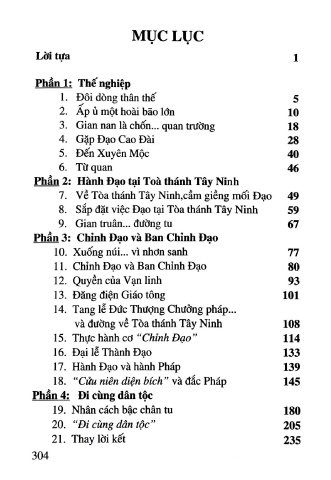 MỤC LỤC
Lời tựa 1
Phần 1: Thế nghiệp
1. Đôi dòng thân thế 5
2. Ấp ủ một hoài bão lớn 10
3. Gian nan là chốn... quan trường 18
4. Gặp Đạo Cao Đài 28
5. Đến Xuyên Mộc 40
6. Từ quan 46
Phần 2: Hành Đạo tại Toà thánh Tây Ninh
7. Về Tòa thánh Tây Ninh,cầm giềng mối Đạo 49
8. Sắp đặt việc Đạo tại Tòa thánh Tây Ninh 59
9. Gian truân... đường tu 67
Phần 3: Chỉnh Đạo và Ban Chỉnh Đạo
10. Xuống núi... vì nhơn sanh 77
11. Chỉnh Đạo và Ban Chỉnh Đạo 80
12. Quyền của Vạn linh 93
13. Đăng điện Giáo tông 101
14. Tang lễ Đức Thượng Chưởng pháp...
và đường về Tòa thánh Tây Ninh 108
15. Thực hành cơ "Chỉnh Đạo" 114
16. Đại lễ Thành Đạo 133
17. Hành Đạo và hành Pháp 139
18. "Cửu niên diện bích" và đắc Pháp 145
Phần 4: Đi cùng dân tộc
19. Nhân cách bậc chân tu 180
20. "Đi cùng dân tộc" 205
21. Thay lời kết 235
304